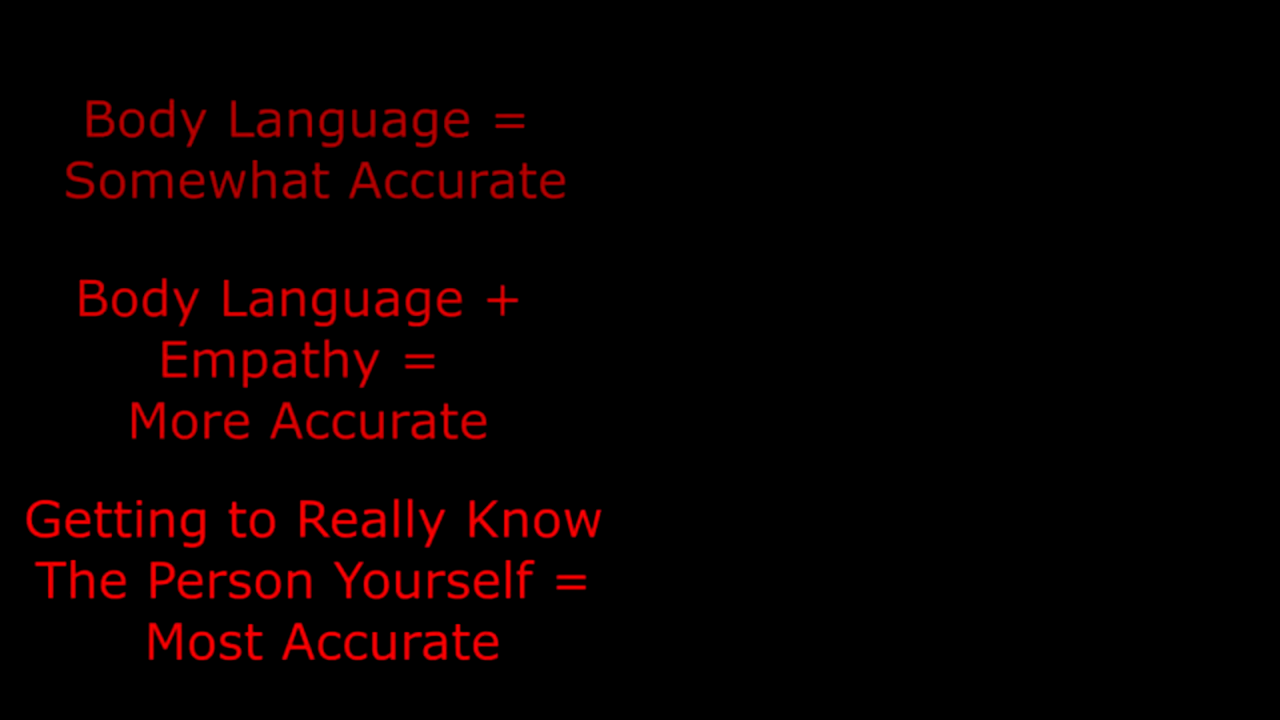 Body Language =
Somewhat Accurate
Body Language +
Empathy =
More Accurate
Getting to Really Know
The Person Yourself =
Most Accurate